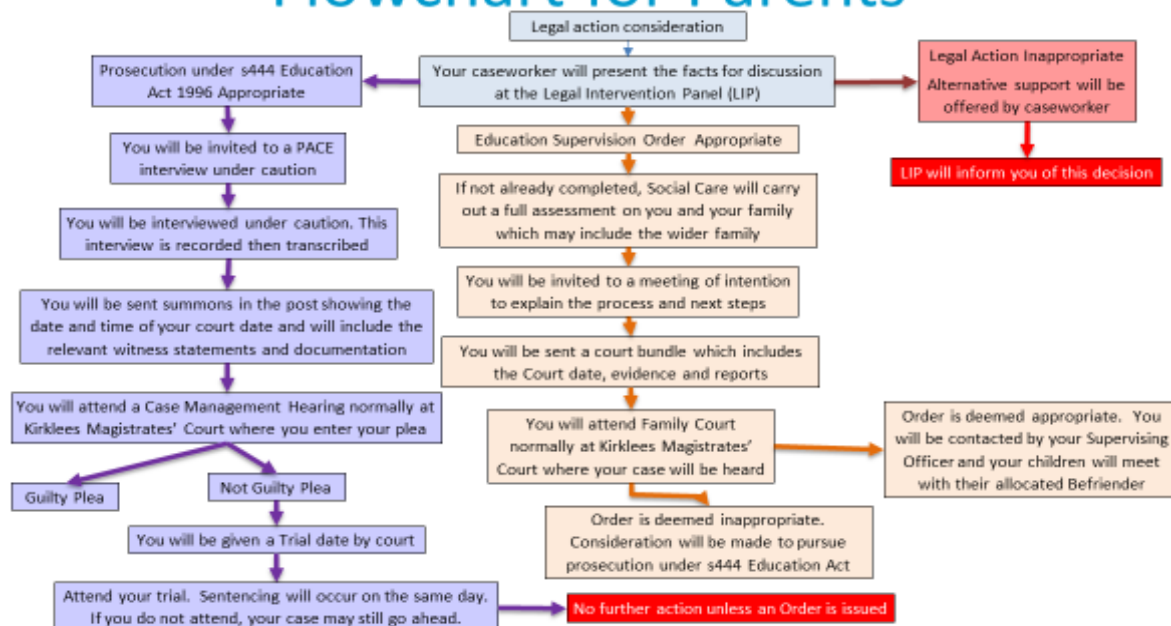 Flowchart for Parents
Legal action consideration
Prosecution under s444 Education
Act 1996 Appropriate
Your caseworker will present the facts for discussion
at the Legal Intervention Panel (LIP)
Legal Action Inappropriate
Alternative support will be
offered by caseworker
LIP will inform you of this decision
You will be invited to a PACE
interview under caution
You will be interviewed under caution. This
interview is recorded then transcribed
You will be sent summons in the post showing the
date and time of your court date and will include the
relevant witness statements and documentation
You will attend a Case Management Hearing normally at
Kirklees Magistrates' Court where you enter your plea
Guilty Plea
Not Guilty Plea
You will be given a Trial date by court
Attend your trial. Sentencing will occur on the same day.
If you do not attend, your case may still go ahead.
No further action unless an Order is issued
Education Supervision Order Appropriate
If not already completed, Social Care will carry
out a full assessment on you and your family
which may include the wider family
You will be invited to a meeting of intention
to explain the process and next steps
You will be sent a court bundle which includes
the Court date, evidence and reports
You will attend Family Court
normally at Kirklees Magistrates'
Court where your case will be heard
Order is deemed appropriate. You
will be contacted by your Supervising
Officer and your children will meet
with their allocated Befriender
Order is deemed inappropriate.
Consideration will be made to pursue
prosecution under s444 Education Act